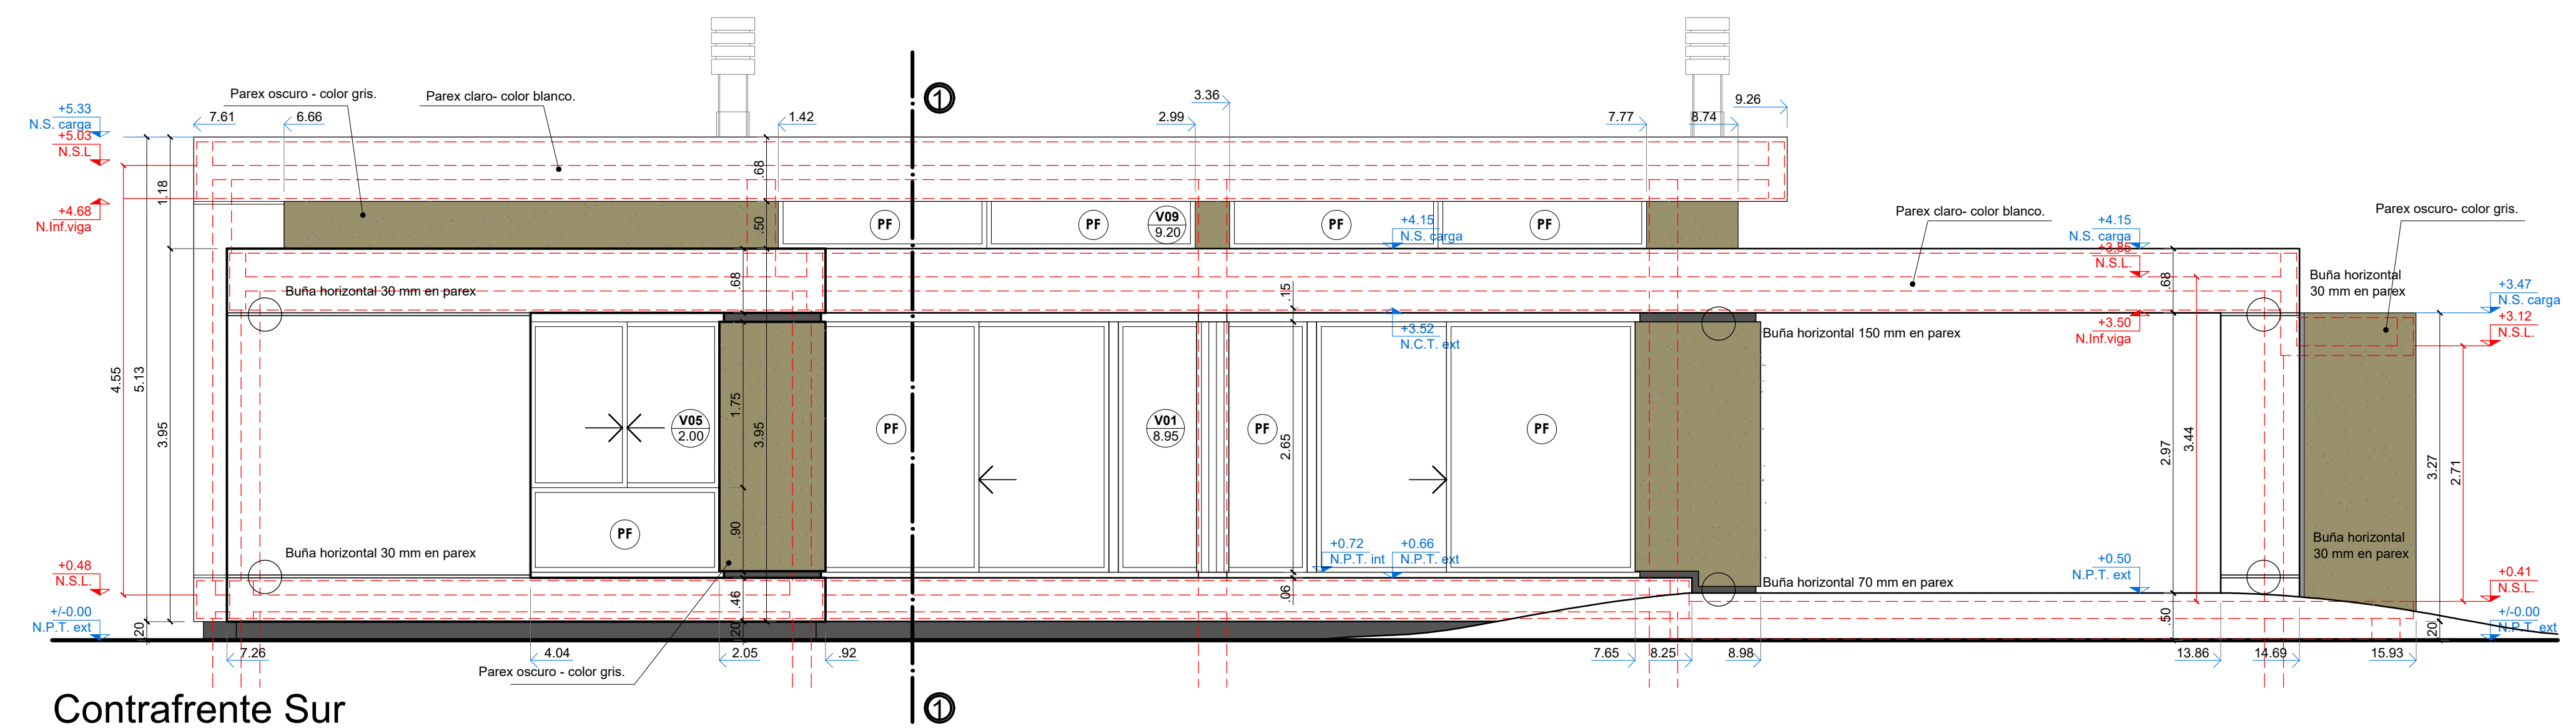 1
3.36
9.26
Parex oscuro - color gris.
Parex claro- color blanco.
+5.33
N.S. carga
7.61
6.66
1.42
2.99
7.77
8.74
+5.03
N.S.L
.68
1.18
+4.68
N.Inf.viga
.50
PF
PF
V09
9.20
PF
PF
+4.15
N.S. carga
Parex claro- color blanco.
+4.15
N.S. carga
Parex oscuro- color gris.
+3.85
N.S.L.
.68
.68
Buña horizontal
30 mm en parex
Buña horizontal 30 mm en parex
.15
+3.47
N.S. carga
+3.52
N.C.T. ext
Buña horizontal 150 mm en parex
+3.50
N.Inf.viga
+3.12
N.S.L.
4.55
5.13
3.95
1.75
3.95
V05
2.00
PF
V01
8.95
PF
PF
2.65
2.97
3.44
3.27
2.71
.90
PF
Buña horizontal 30 mm en parex
+0.72
N.P.T. int
+0.66
N.P.T. ext
+0.50
N.P.T. ext
Buña horizontal
30 mm en parex
+0.48
N.S.L.
Buña horizontal 70 mm en parex
+0.41
N.S.L.
.46
.06
+/-0.00
N.P.T. ext
.20
.20
.50
.20
+/-0.00
N.P.T. ext
7.26
4.04
2.05
.92
7.65
8.25
8.98
13.86
14.69
15.93
Parex oscuro - color gris.
Contrafrente Sur
1